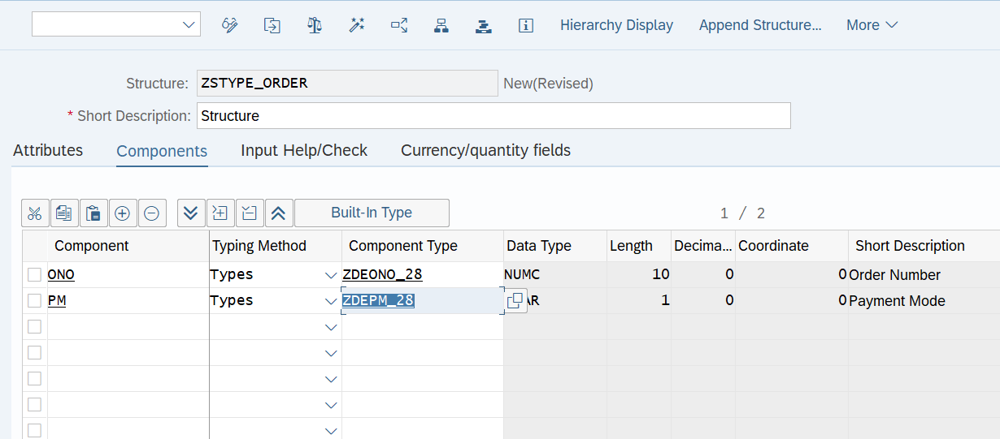 Hierarchy Display Append Structure... More
Structure: ZSTYPE_ORDER New(Revised)
* Short Description: Structure
Attributes Components Input Help/Check Currency/quantity fields
Built-In Type 1 / 2
Component Typing Method Component Type Data Type Length Decima... Coordinate Short Description
ONO Types ZDEONO_28 NUMC 10 0 0 Order Number
PM Types ZDEPM_28 AR 1 0 0 Payment Mode